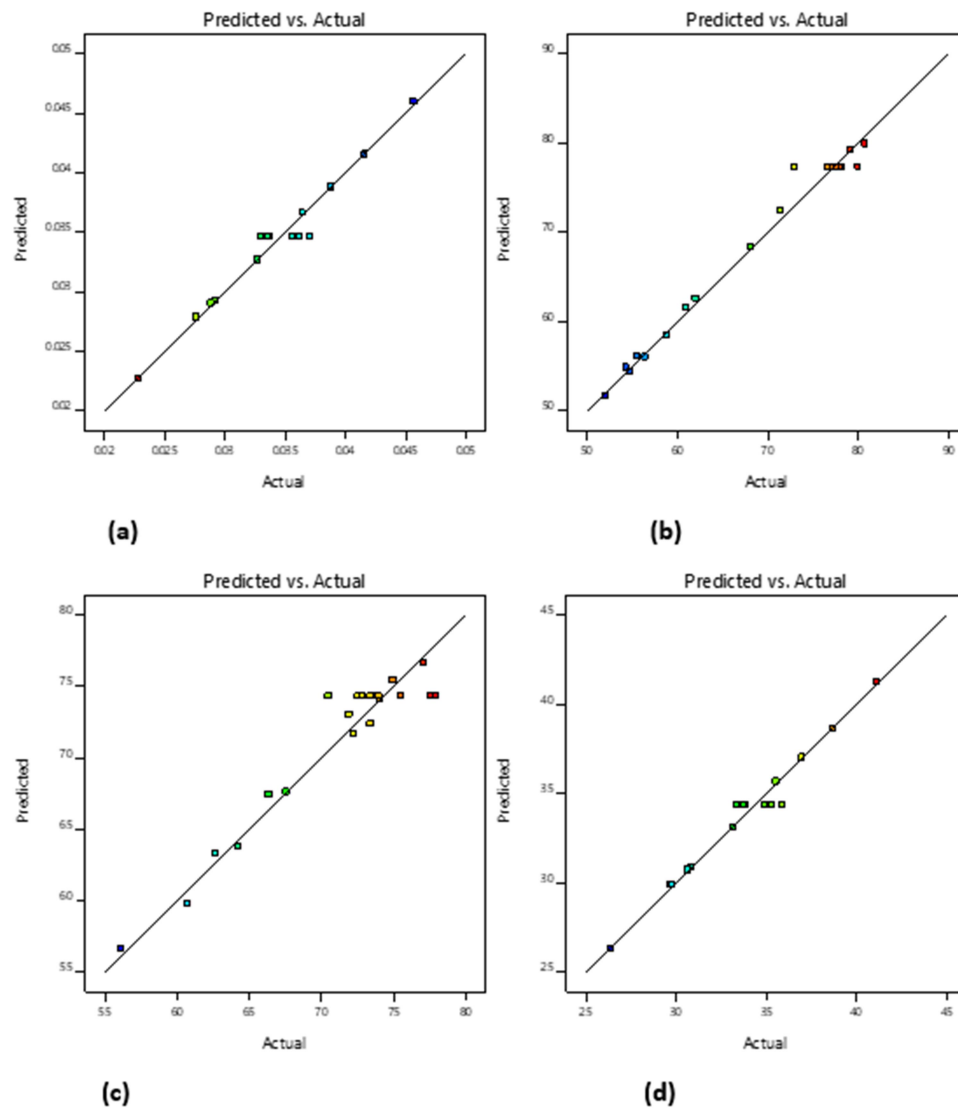 Predicted vs. Actual
0.05
0.045
0.04
0.035
0.03
0.025
0.02
Predicted
0.02 0.025 0.03 0.035 0.04 0.045 0.05
Actual
(a)
Predicted vs. Actual
90
80
70
60
50
Predicted
50 60 70 80 90
Actual
(b)
Predicted vs. Actual
80
75
70
65
60
55
Predicted
55 60 65 70 75 80
Actual
(c)
Predicted vs. Actual
45
40
35
30
25
Predicted
25 30 35 40 45
Actual
(d)